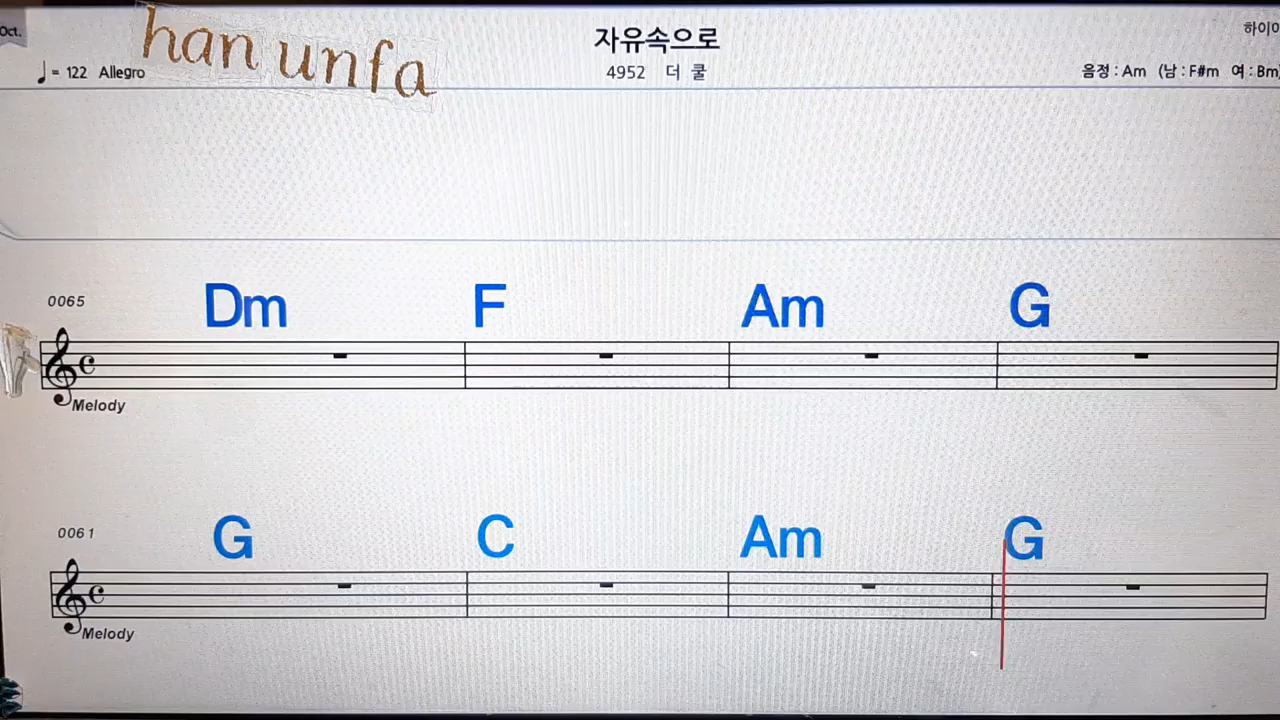 Oct.
han unfa
자유속으로
하이
♩= 122 Allegro
4952 더 쿨
음정 : Am (남 : F#m 여 : Bm)
0065
Dm F Am G
Melody
0061
G C Am G
Melody